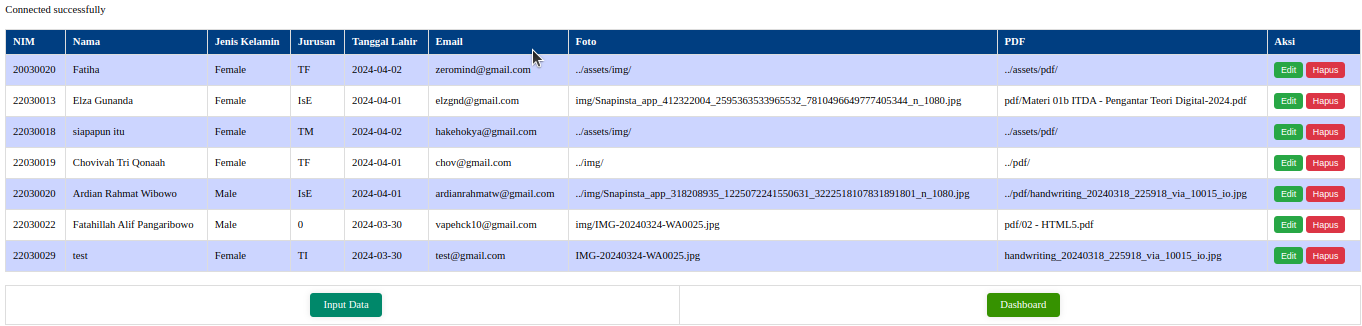 Connected successfully
NIM Nama Jenis Kelamin Jurusan Tanggal Lahir Email Foto PDF Aksi
20030020 Fatiha Female TF 2024-04-02 zeromind@gmail.com ../assets/img/ ../assets/pdf/ Edit Hapus
22030013 Elza Gunanda Female IsE 2024-04-01 elzgnd@gmail.com img/Snapinsta_app_412322004_2595363533965532_7810496649777405344_n_1080.jpg pdf/Materi 01b ITDA - Pengantar Teori Digital-2024.pdf Edit Hapus
22030018 siapapun itu Female TM 2024-04-02 hakehokya@gmail.com ../assets/img/ ../assets/pdf/ Edit Hapus
22030019 Chovivah Tri Qonaah Female TF 2024-04-01 chov@gmail.com ../img/ ../pdf/ Edit Hapus
22030020 Ardian Rahmat Wibowo Male IsE 2024-04-01 ardianrahmatw@gmail.com ../img/Snapinsta_app_318208935_1225072241550631_3222518107831891801_n_1080.jpg ../pdf/handwriting_20240318_225918_via_10015_io.jpg Edit Hapus
22030022 Fatahillah Alif Pangaribowo Male 0 2024-03-30 vapehck10@gmail.com img/IMG-20240324-WA0025.jpg pdf/02 - HTML5.pdf Edit Hapus
22030029 test Female TI 2024-03-30 test@gmail.com IMG-20240324-WA0025.jpg handwriting_20240318_225918_via_10015_io.jpg Edit Hapus
Input Data Dashboard